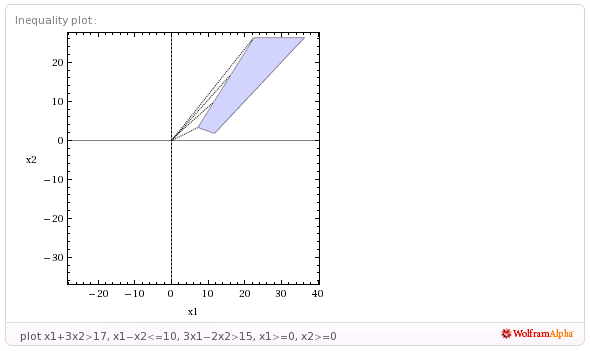 Inequality plot:
20
10
0
−10
−20
−30
x2
−20 −10 0 10 20 30 40
x1
plot x1+3x2>17, x1−x2<=10, 3x1−2x2>15, x1>=0, x2>=0
WolframAlpha